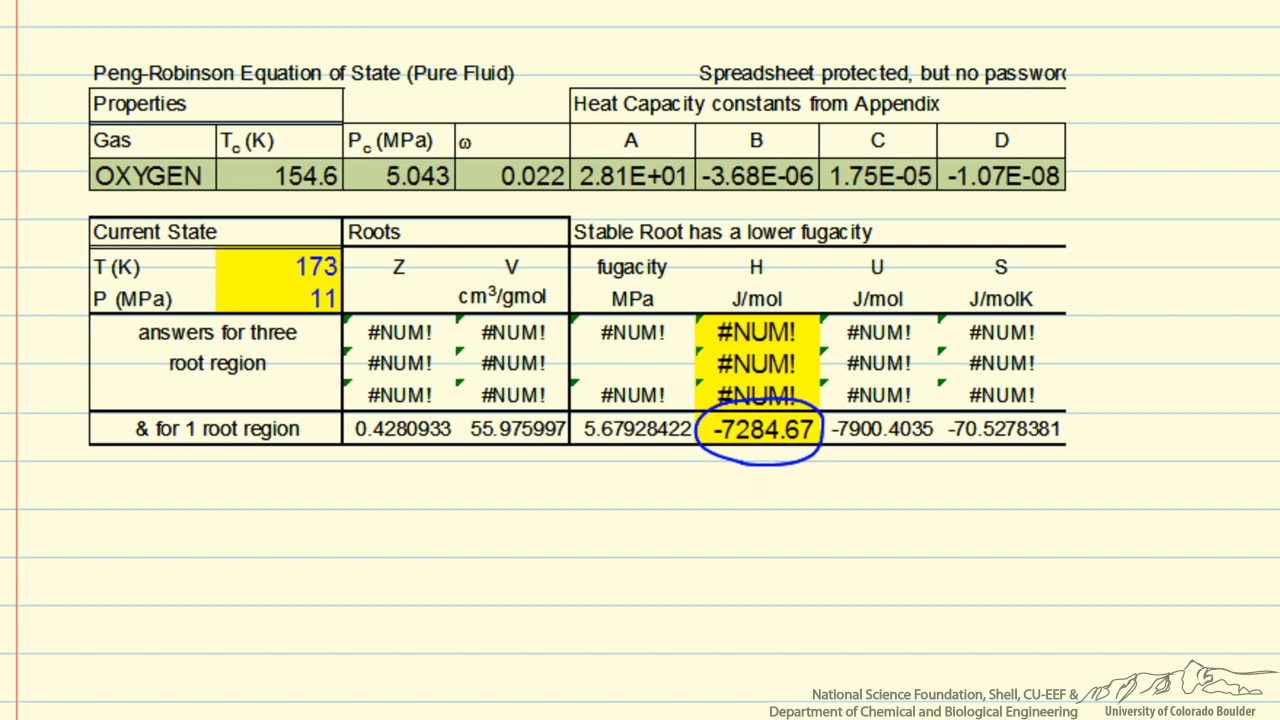 Peng-Robinson Equation of State (Pure Fluid) Spreadsheet protected, but no passwor
Properties Heat Capacity constants from Appendix
Gas Tc (K) Pc (MPa) ω A B C D
OXYGEN 154.6 5.043 0.022 2.81E+01 -3.68E-06 1.75E-05 -1.07E-08
Current State Roots Stable Root has a lower fugacity
T (K) 173 Z V fugacity H U S
P (MPa) 11 cm³/gmol MPa J/mol J/mol J/molK
answers for three #NUM! #NUM! #NUM! #NUM! #NUM! #NUM!
root region #NUM! #NUM! #NUM! #NUM! #NUM!
#NUM! #NUM! #NUM! #NUM! #NUM! #NUM!
& for 1 root region 0.4280933 55.975997 5.67928422 -7284.67 -7900.4035 -70.5278381
National Science Foundation, Shell, CU-EEF &
Department of Chemical and Biological Engineering University of Colorado Boulder